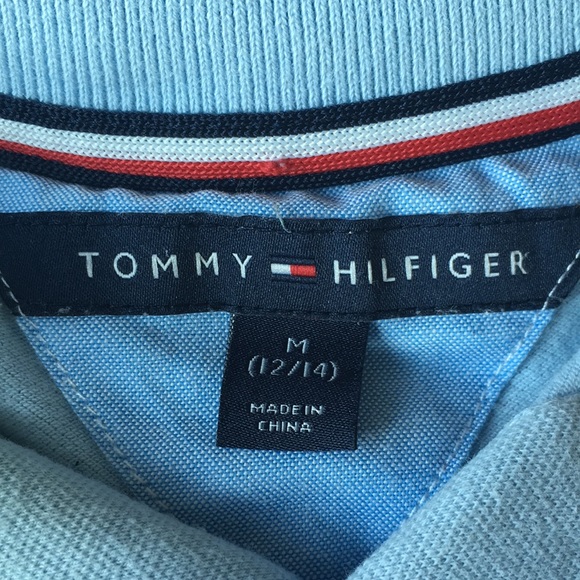 TOMMY HILFIGER
M
(12/14)
MADE IN
CHINA